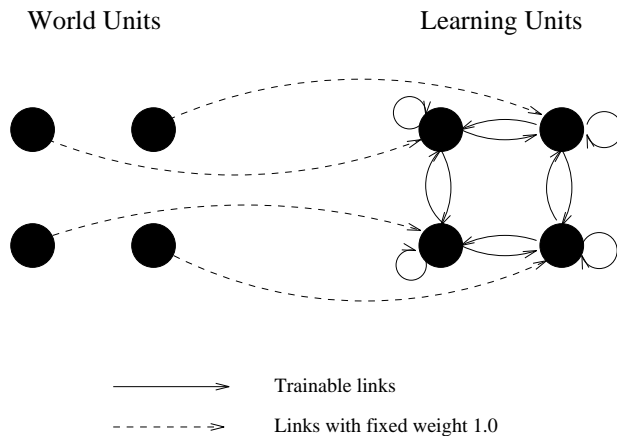 World Units
Learning Units
Trainable links
Links with fixed weight 1.0